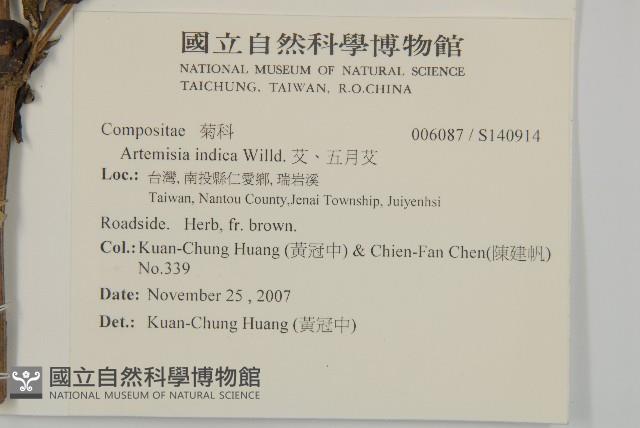 國立自然科學博物館
NATIONAL MUSEUM OF NATURAL SCIENCE
TAICHUNG, TAIWAN, R.O.CHINA
Compositae 菊科 006087 / S140914
Artemisia indica Willd. 艾、五月艾
Loc.: 台灣, 南投縣仁愛鄉, 瑞岩溪
Taiwan, Nantou County,Jenai Township, Juiyenhsi
Roadside. Herb, fr. brown.
Col.: Kuan-Chung Huang (黃冠中) & Chien-Fan Chen(陳建帆)
No.339
Date: November 25 , 2007
Det.: Kuan-Chung Huang (黃冠中)
國立自然科學博物館
NATIONAL MUSEUM OF NATURAL SCIENCE